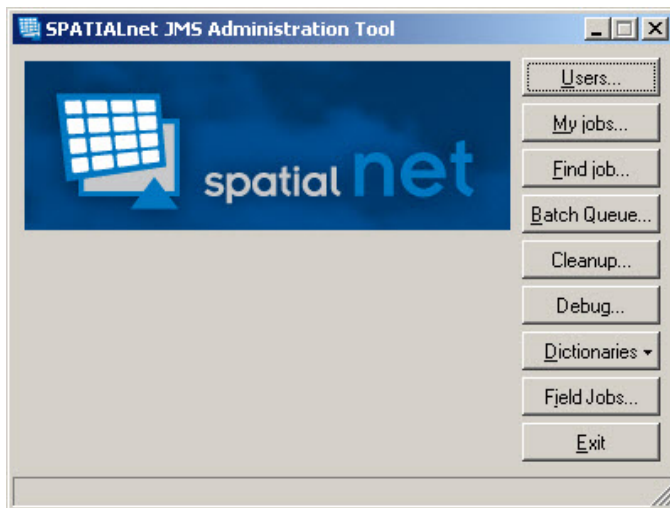 SPATIALnet JMS Administration Tool
spatial net
Users...
My jobs...
Find job...
Batch Queue...
Cleanup...
Debug...
Dictionaries
Field Jobs...
Exit